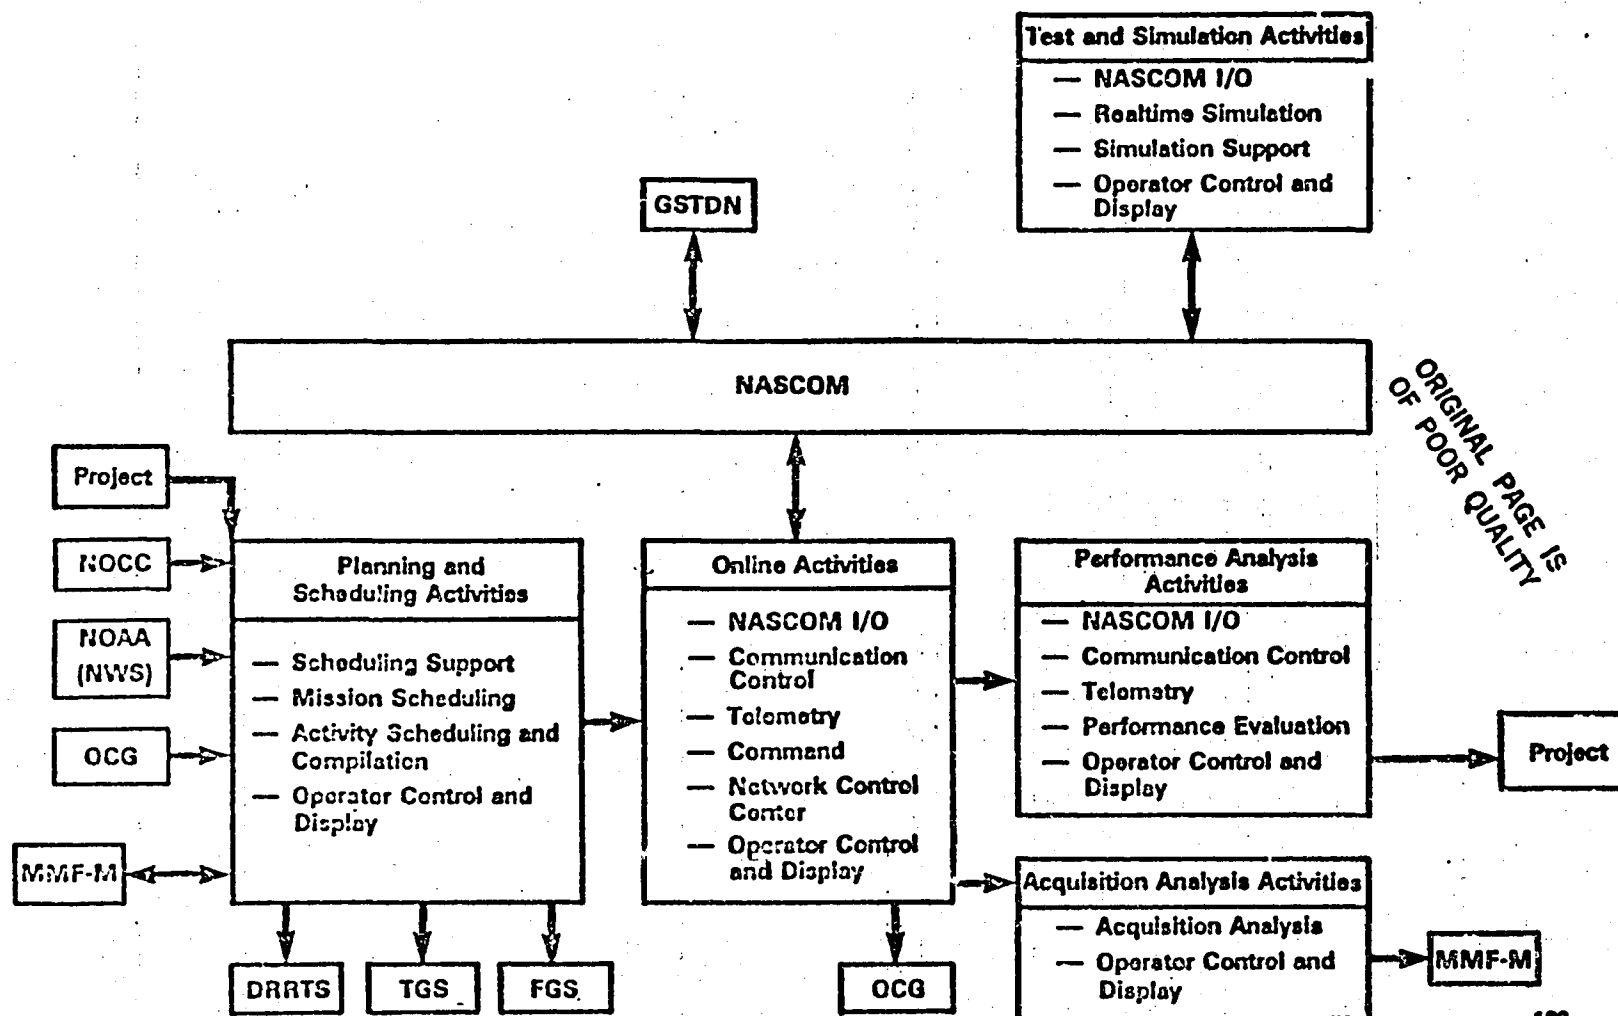 Test and Simulation Activities
— NASCOM I/O
— Realtime Simulation
— Simulation Support
— Operator Control and
Display
GSTDN
NASCOM
ORIGINAL PAGE IS
OF POOR QUALITY
Project
NOCC
NOAA
(NWS)
OCG
MMF-M
Planning and
Scheduling Activities
— Scheduling Support
— Mission Scheduling
— Activity Scheduling and
Compilation
— Operator Control and
Display
DRRTS
TGS
FGS
Online Activities
— NASCOM I/O
— Communication
Control
— Telemetry
— Command
— Network Control
Center
— Operator Control
and Display
OCG
Performance Analysis
Activities
— NASCOM I/O
— Communication Control
— Telemetry
— Performance Evaluation
— Operator Control and
Display
Project
Acquisition Analysis Activities
— Acquisition Analysis
— Operator Control and
Display
MMF-M